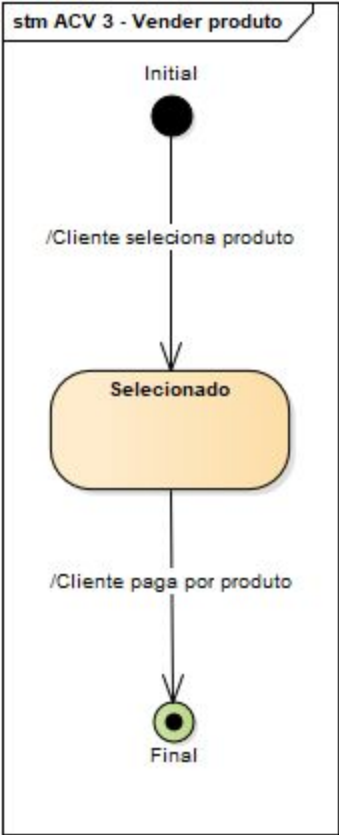 stm ACV 3 - Vender produto
Initial
/Cliente seleciona produto
Selecionado
/Cliente paga por produto
Final